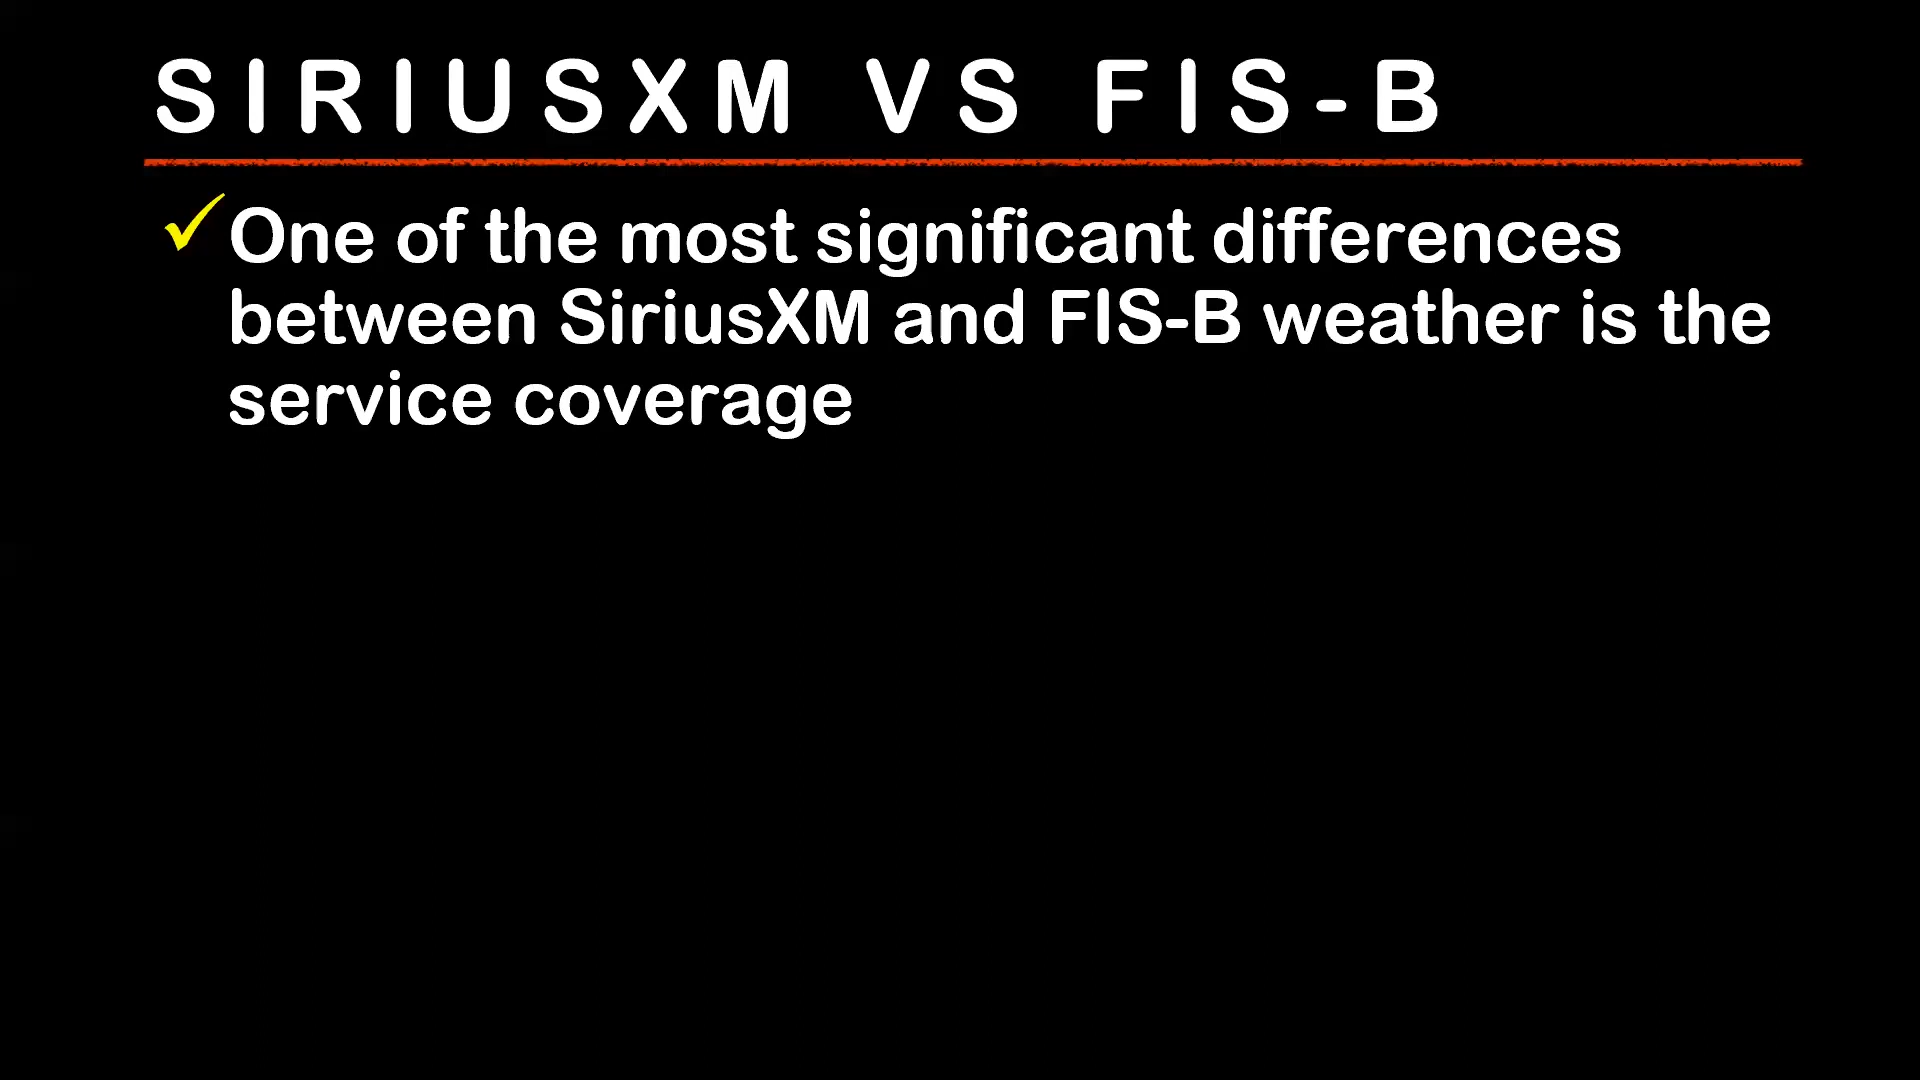 SIRIUSXM VS FIS-B
One of the most significant differences
between SiriusXM and FIS-B weather is the
service coverage